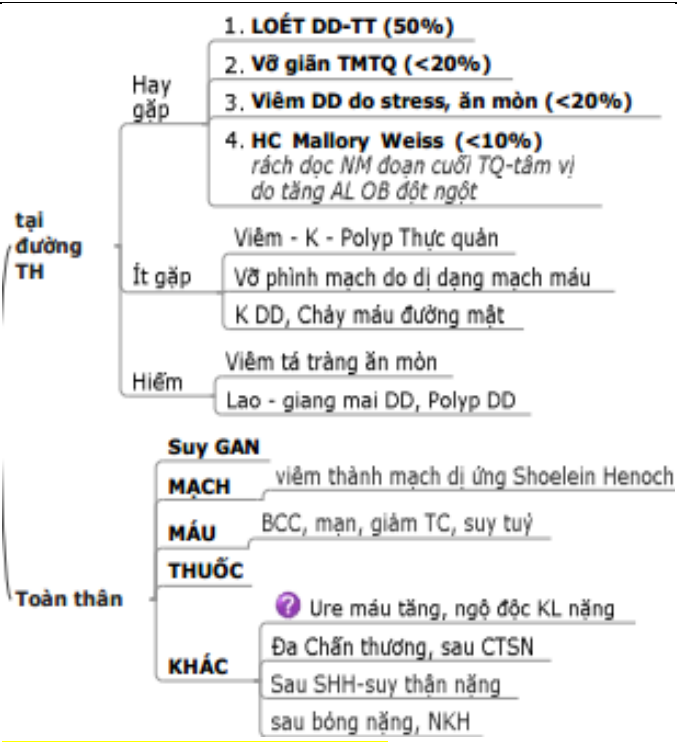 tại
đường
TH
Hay
gặp
1. LOÉT DD-TT (50%)
2. Vỡ giãn TMTQ (<20%)
3. Viêm DD do stress, ăn mòn (<20%)
4. HC Mallory Weiss (<10%)
rách dọc NM đoạn cuối TQ-tâm vị
do tăng AL OB đột ngột
Ít gặp
Viêm - K - Polyp Thực quản
Vỡ phình mạch do dị dạng mạch máu
K DD, Chảy máu đường mật
Hiếm
Viêm tá tràng ăn mòn
Lao - giang mai DD, Polyp DD
Toàn thân
Suy GAN
MẠCH
viêm thành mạch dị ứng Shoelein Henoch
MÁU
BCC, mạn, giảm TC, suy tuỷ
THUỐC
KHÁC
? Ure máu tăng, ngộ độc KL nặng
Đa Chấn thương, sau CTSN
Sau SHH-suy thận nặng
sau bỏng nặng, NKH